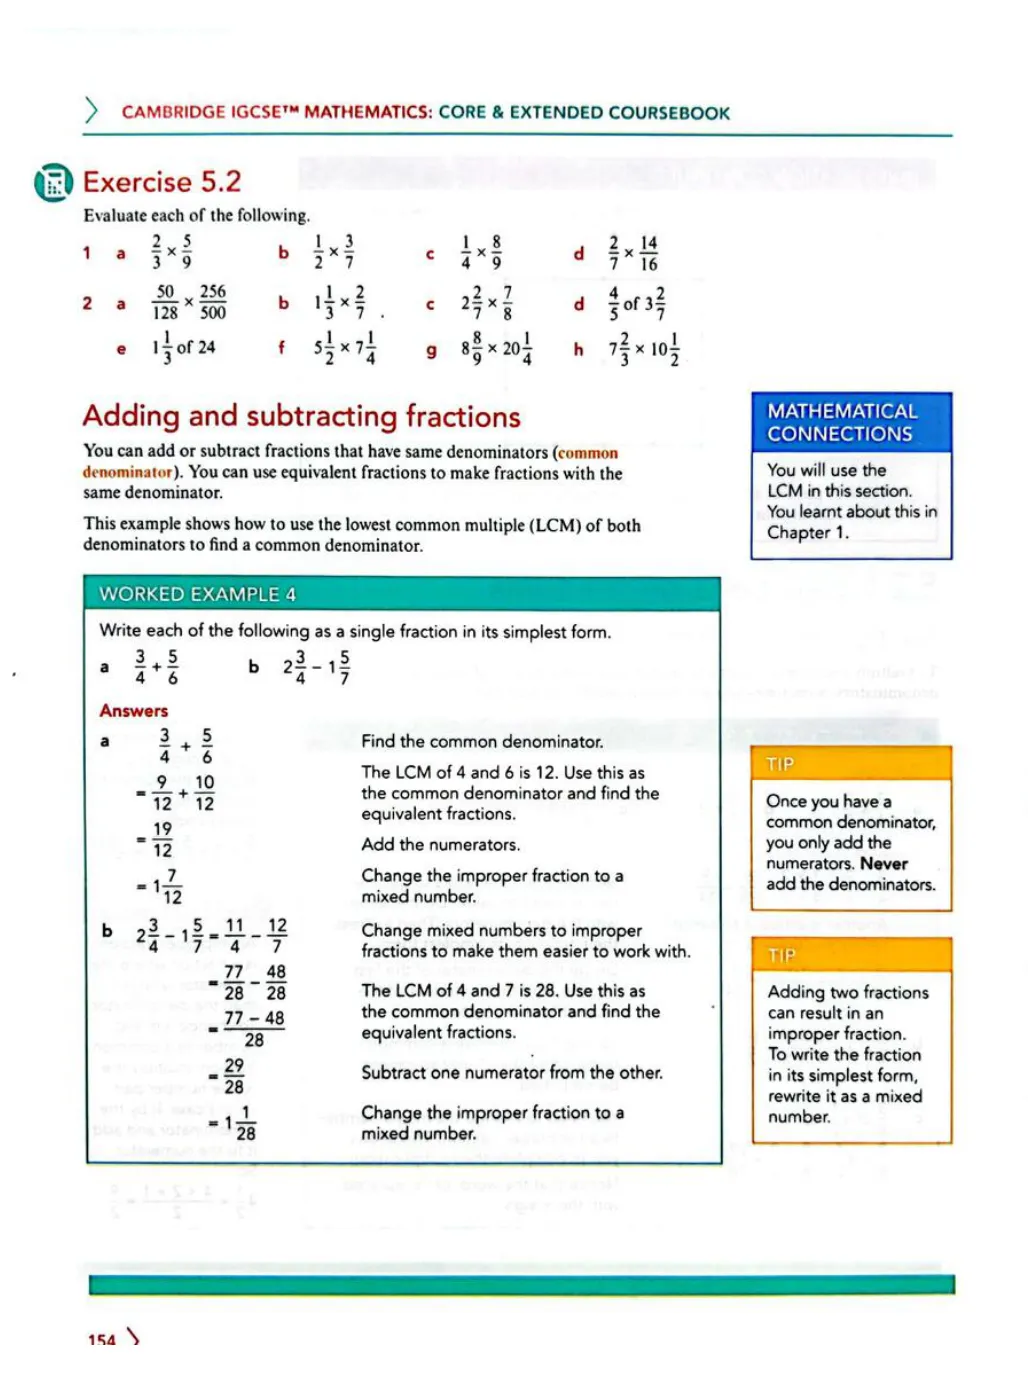 CAMBRIDGE IGCSE™ MATHEMATICS: CORE & EXTENDED COURSEBOOK
Exercise 5.2
Evaluate each of the following.
1 a 2/3 × 5/9 b 1/2 × 3/7 c 1/4 × 8/9 d 2/7 × 14/16
2 a 50/128 × 256/500 b 1 1/3 × 2/7 c 2 2/7 × 7/8 d 4/5 of 3 2/7
e 1 1/3 of 24 f 5 1/2 × 7 1/4 g 8 8/9 × 20 1/4 h 7 2/3 × 10 1/2
Adding and subtracting fractions
You can add or subtract fractions that have same denominators (common
denominator). You can use equivalent fractions to make fractions with the
same denominator.
This example shows how to use the lowest common multiple (LCM) of both
denominators to find a common denominator.
MATHEMATICAL
CONNECTIONS
You will use the
LCM in this section.
You learnt about this in
Chapter 1.
WORKED EXAMPLE 4
Write each of the following as a single fraction in its simplest form.
a 3/4 + 5/6 b 2 3/4 − 1 5/7
Answers
a 3/4 + 5/6 Find the common denominator.
= 9/12 + 10/12 The LCM of 4 and 6 is 12. Use this as
the common denominator and find the
equivalent fractions.
= 19/12 Add the numerators.
= 1 7/12 Change the improper fraction to a
mixed number.
b 2 3/4 − 1 5/7 = 11/4 − 12/7 Change mixed numbers to improper
fractions to make them easier to work with.
= 77/28 − 48/28 The LCM of 4 and 7 is 28. Use this as
= (77 − 48)/28 the common denominator and find the
equivalent fractions.
= 29/28 Subtract one numerator from the other.
= 1 1/28 Change the improper fraction to a
mixed number.
TIP
Once you have a
common denominator,
you only add the
numerators. Never
add the denominators.
TIP
Adding two fractions
can result in an
improper fraction.
To write the fraction
in its simplest form,
rewrite it as a mixed
number.
154